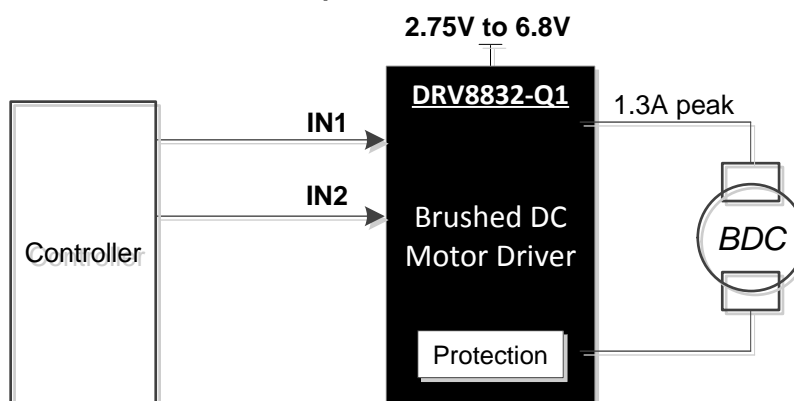 2.75V to 6.8V
DRV8832-Q1
1.3A peak
IN1
IN2
Controller
Brushed DC
Motor Driver
BDC
Protection